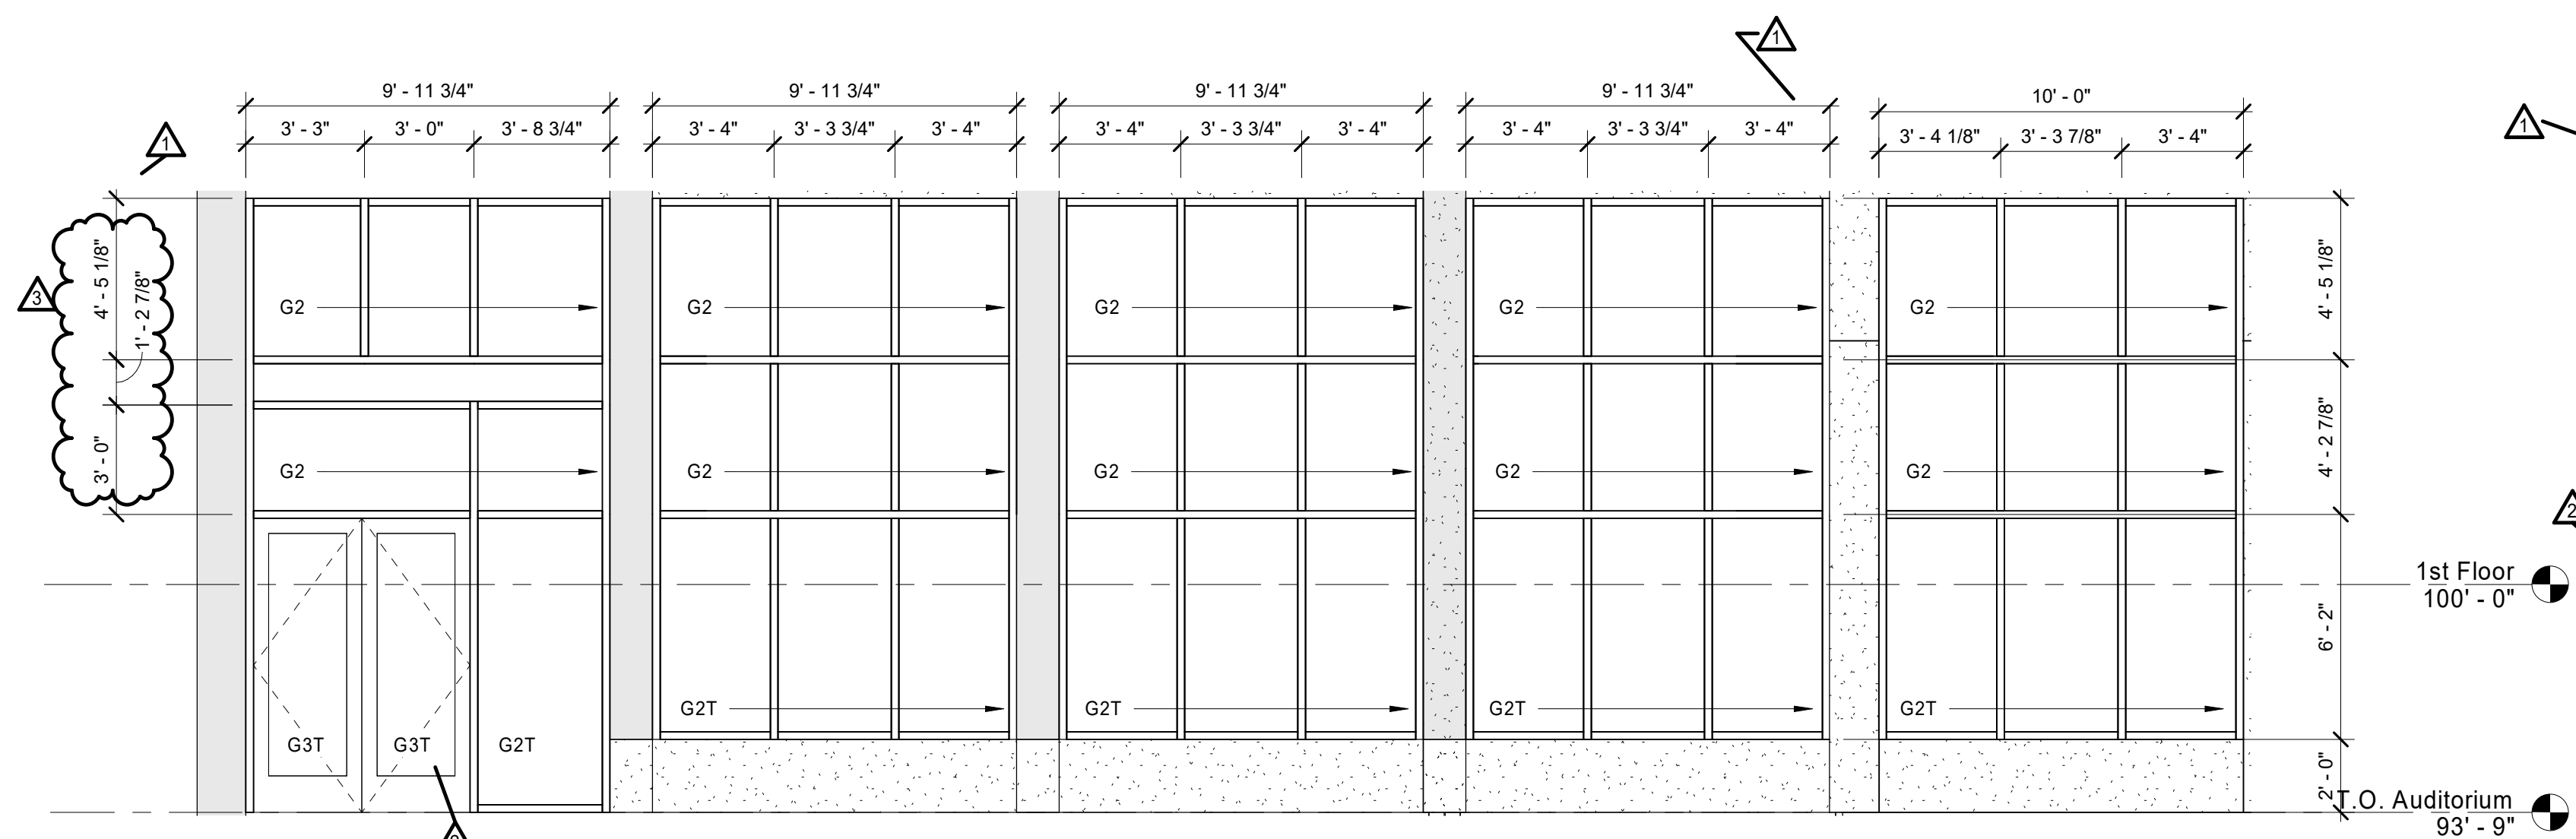 1
9' - 11 3/4"
9' - 11 3/4"
9' - 11 3/4"
9' - 11 3/4"
10' - 0"
1
1
3' - 3"
3' - 0"
3' - 8 3/4"
3' - 4"
3' - 3 3/4"
3' - 4"
3' - 4"
3' - 3 3/4"
3' - 4"
3' - 4"
3' - 3 3/4"
3' - 4"
3' - 4 1/8"
3' - 3 7/8"
3' - 4"
3
4' - 5 1/8"
1' - 2 7/8"
3' - 0"
G2
G2
G2
G2
G2
4' - 5 1/8"
G2
G2
G2
G2
G2
4' - 2 7/8"
2
1st Floor
100' - 0"
6' - 2"
G3T
G3T
G2T
G2T
G2T
G2T
G2T
2' - 0"
T.O. Auditorium
93' - 9"